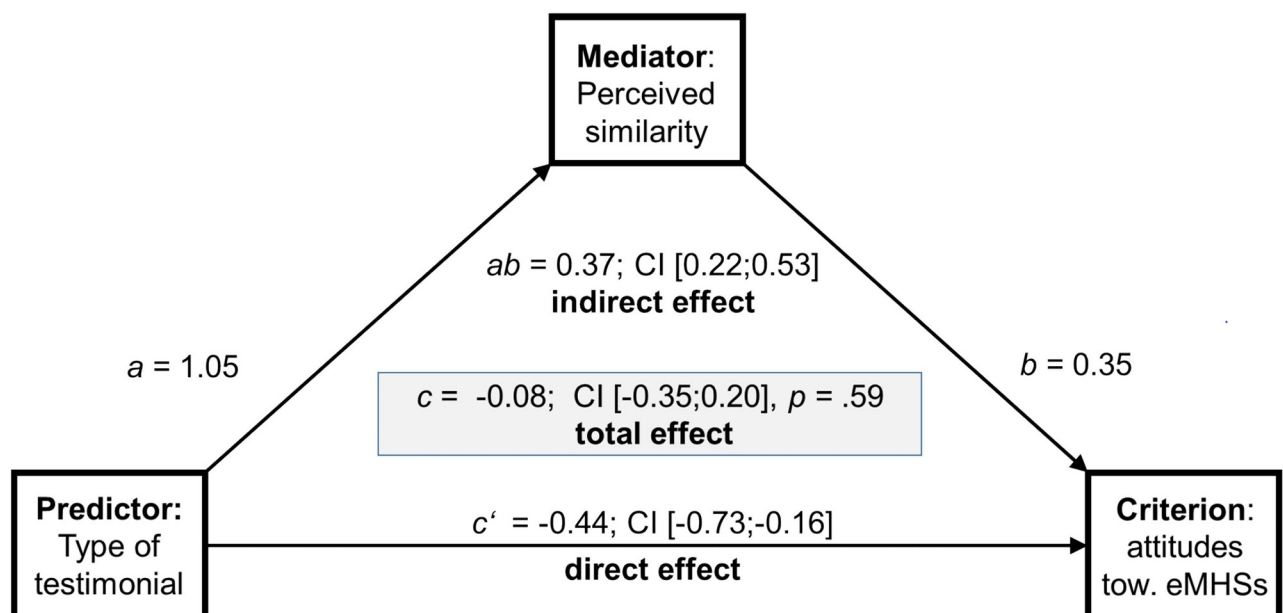 Mediator:
Perceived
similarity
ab = 0.37; CI [0.22;0.53]
indirect effect
a = 1.05
b = 0.35
c = -0.08; CI [-0.35;0.20], p = .59
total effect
Predictor:
Type of
testimonial
c‘ = -0.44; CI [-0.73;-0.16]
direct effect
Criterion:
attitudes
tow. eMHSs